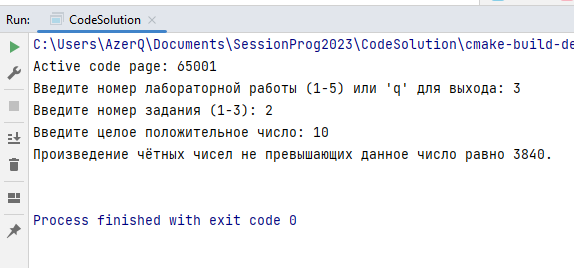 Run: CodeSolution
C:\Users\AzerQ\Documents\SessionProg2023\CodeSolution\cmake-build-de
Active code page: 65001
Введите номер лабораторной работы (1-5) или 'q' для выхода: 3
Введите номер задания (1-3): 2
Введите целое положительное число: 10
Произведение чётных чисел не превышающих данное число равно 3840.
Process finished with exit code 0